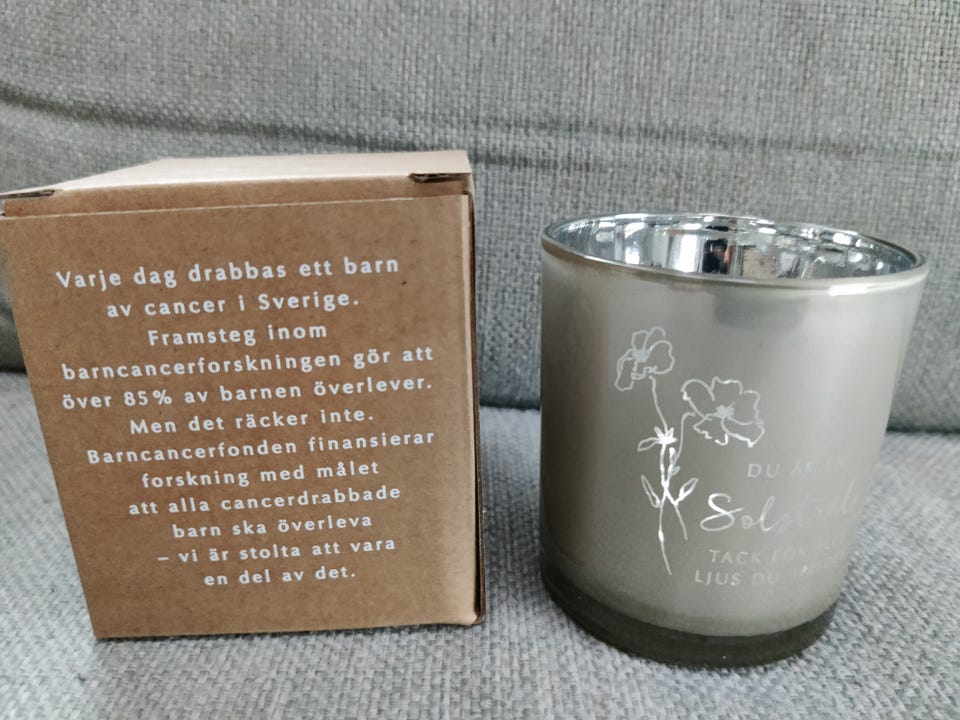 Varje dag drabbas ett barn
av cancer i Sverige.
Framsteg inom
barncancerforskningen gör att
över 85% av barnen överlever.
Men det räcker inte.
Barncancerfonden finansierar
forskning med målet
att alla cancerdrabbade
barn ska överleva
– vi är stolta att vara
en del av det.
DU ÄR
TACK
LJUS DU